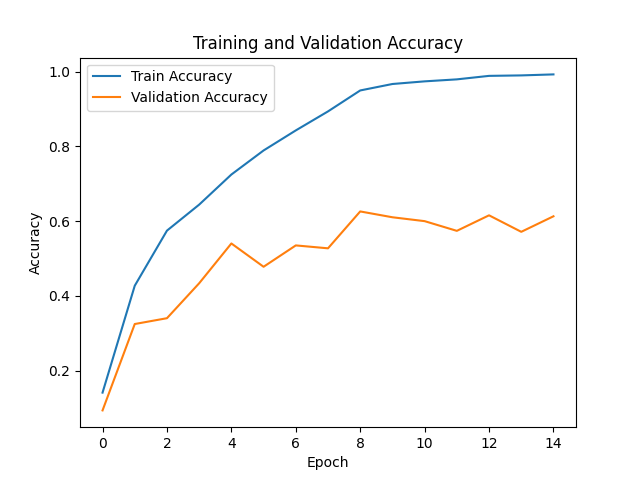 Training and Validation Accuracy
Train Accuracy
Validation Accuracy
1.0
0.8
0.6
0.4
0.2
Accuracy
0 2 4 6 8 10 12 14
Epoch